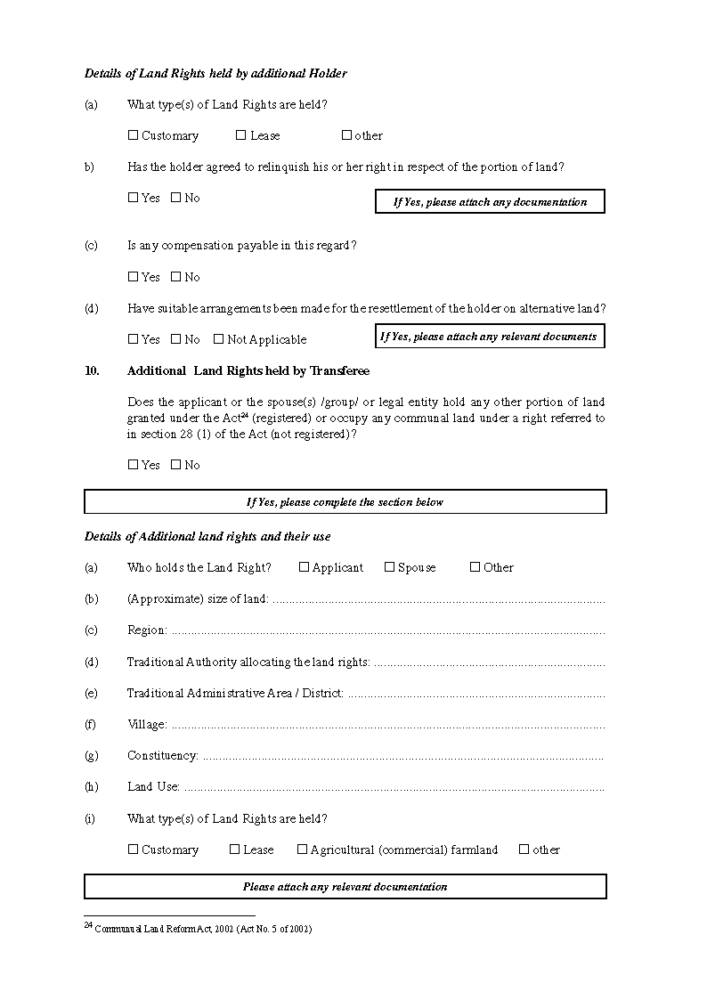 Details of Land Rights held by additional Holder
(a) What type(s) of Land Rights are held?
☐ Customary ☐ Lease ☐ other
b) Has the holder agreed to relinquish his or her right in respect of the portion of land?
☐ Yes ☐ No If Yes, please attach any documentation
(c) Is any compensation payable in this regard?
☐ Yes ☐ No
(d) Have suitable arrangements been made for the resettlement of the holder on alternative land?
☐ Yes ☐ No ☐ Not Applicable If Yes, please attach any relevant documents
10. Additional Land Rights held by Transferee
Does the applicant or the spouse(s) /group/ or legal entity hold any other portion of land
granted under the Act24 (registered) or occupy any communal land under a right referred to
in section 28 (1) of the Act (not registered)?
☐ Yes ☐ No
If Yes, please complete the section below
Details of Additional land rights and their use
(a) Who holds the Land Right? ☐ Applicant ☐ Spouse ☐ Other
(b) (Approximate) size of land: ........................................................................................................
(c) Region: ........................................................................................................................................
(d) Traditional Authority allocating the land rights: ........................................................................
(e) Traditional Administrative Area / District: ................................................................................
(f) Village: ........................................................................................................................................
(g) Constituency: ..............................................................................................................................
(h) Land Use: ....................................................................................................................................
(i) What type(s) of Land Rights are held?
☐ Customary ☐ Lease ☐ Agricultural (commercial) farmland ☐ other
Please attach any relevant documentation
24 Communual Land Reform Act, 2002 (Act No. 5 of 2002)